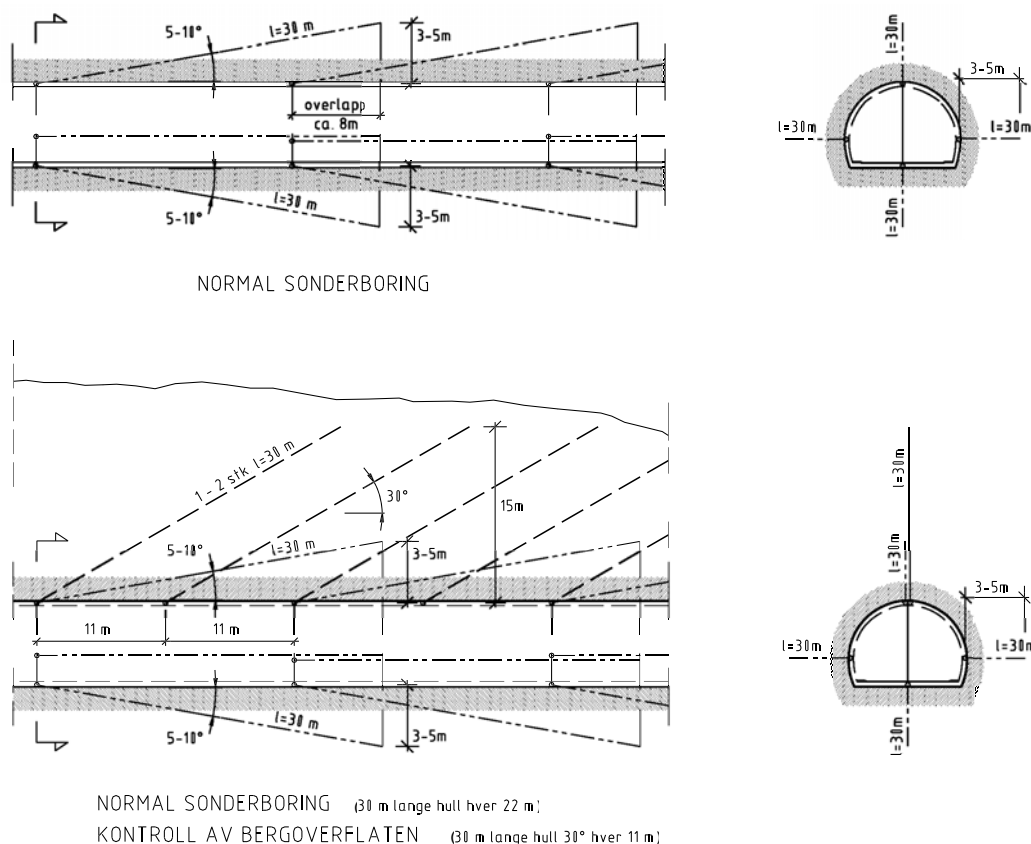 5-10°
l=30 m
3-5m
overlapp
ca. 8m
5-10°
l=30 m
3-5m
l=30m
3-5m
l=30m
l=30m
l=30m
NORMAL SONDERBORING
1 - 2 stk l=30 m
30°
15m
5-10°
l=30 m
3-5m
11 m
11 m
5-10°
l=30 m
3-5m
l=30m
l=30m
3-5m
l=30m
l=30m
l=30m
NORMAL SONDERBORING (30 m lange hull hver 22 m)
KONTROLL AV BERGOVERFLATEN (30 m lange hull 30° hver 11 m)